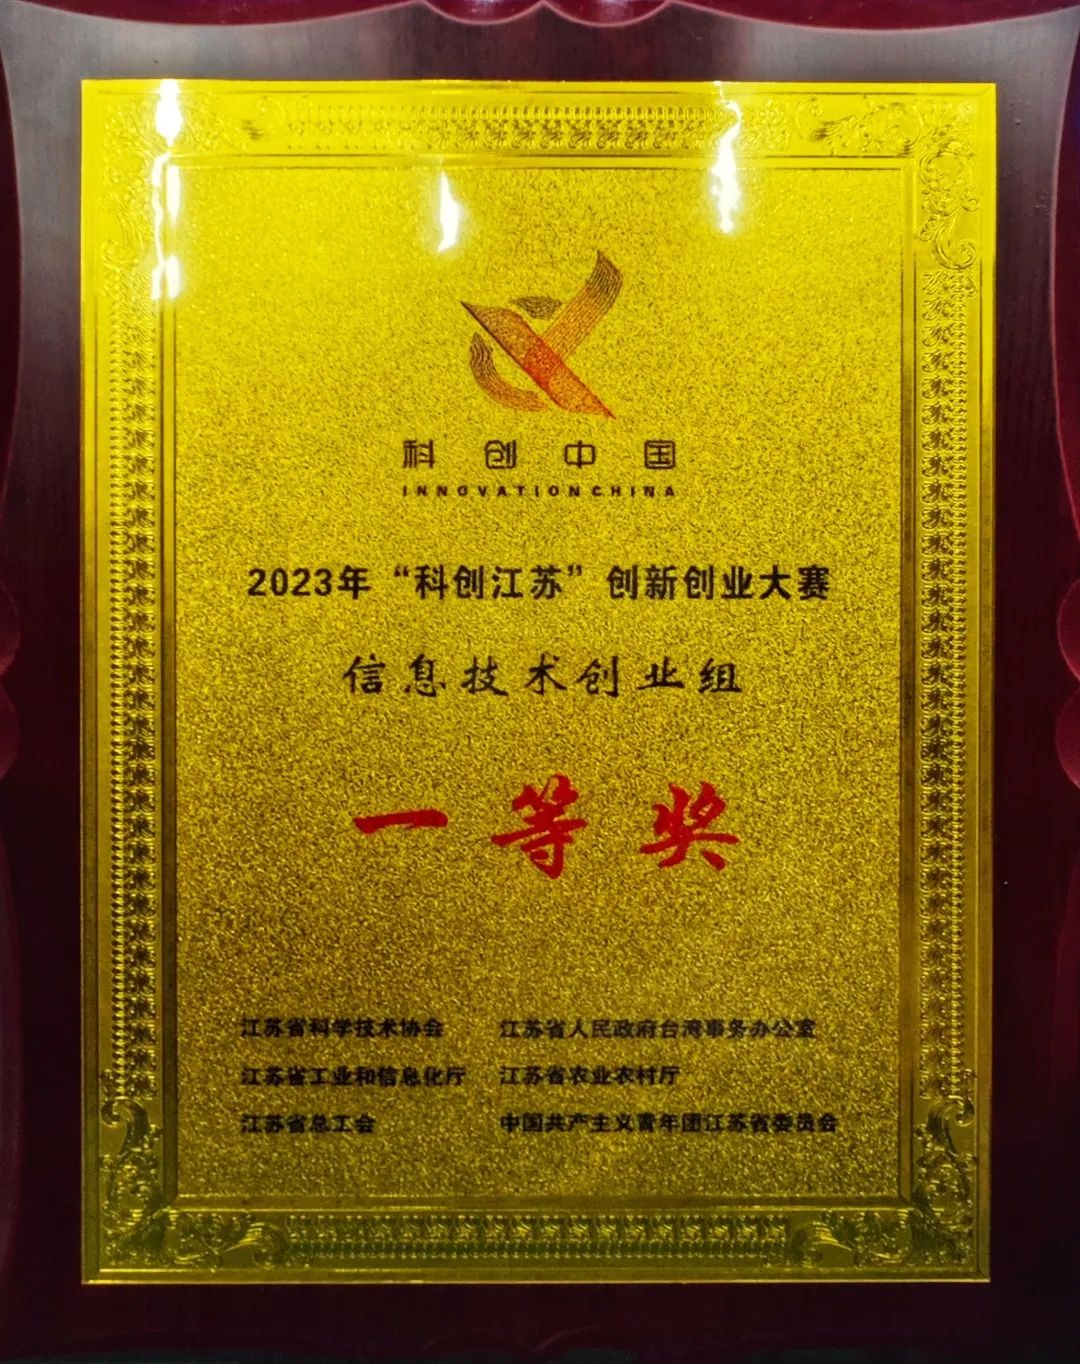 科创中国
INNOVATION CHINA
2023年“科创江苏”创新创业大赛
信息技术创业组
一等奖
江苏省科学技术协会 江苏省人民政府台湾事务办公室
江苏省工业和信息化厅 江苏省农业农村厅
江苏省总工会 中国共产主义青年团江苏省委员会